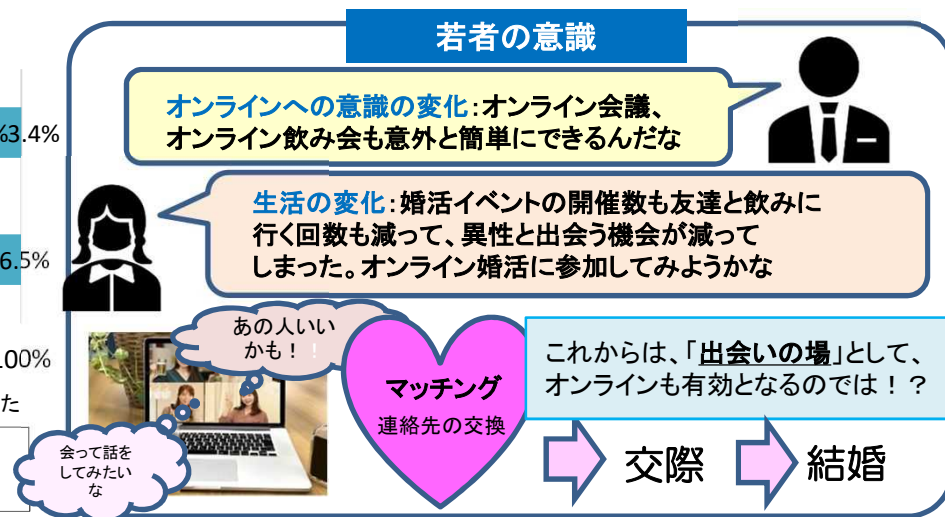 若者の意識
%3.4%
オンラインへの意識の変化：オンライン会議、
オンライン飲み会も意外と簡単にできるんだな
6.5%
生活の変化：婚活イベントの開催数も友達と飲みに
行く回数も減って、異性と出会う機会が減って
しまった。オンライン婚活に参加してみようかな
100%
た
あの人いい
かも！！
マッチング
連絡先の交換
これからは、「出会いの場」として、
オンラインも有効となるのでは！？
会って話を
してみたい
な
交際
結婚